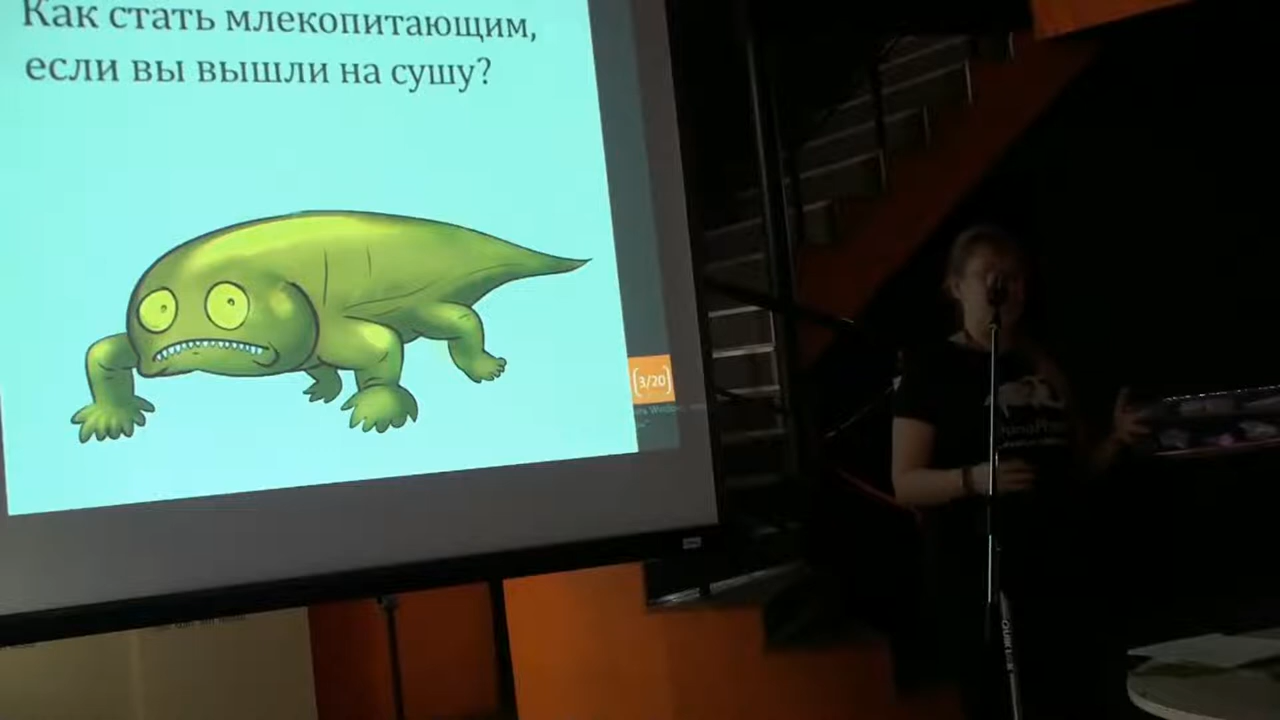 Как стать млекопитающим,
если вы вышли на сушу?
(3/20)